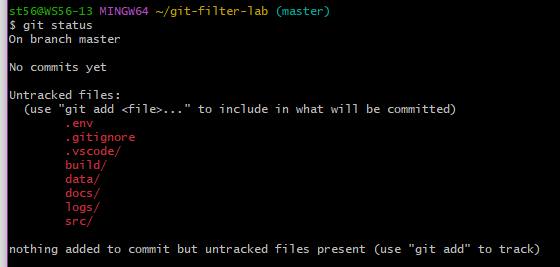 st56@WS56-13 MINGW64 ~/git-filter-lab (master)
$ git status
On branch master
No commits yet
Untracked files:
(use "git add <file>..." to include in what will be committed)
.env
.gitignore
.vscode/
build/
data/
docs/
logs/
src/
nothing added to commit but untracked files present (use "git add" to track)